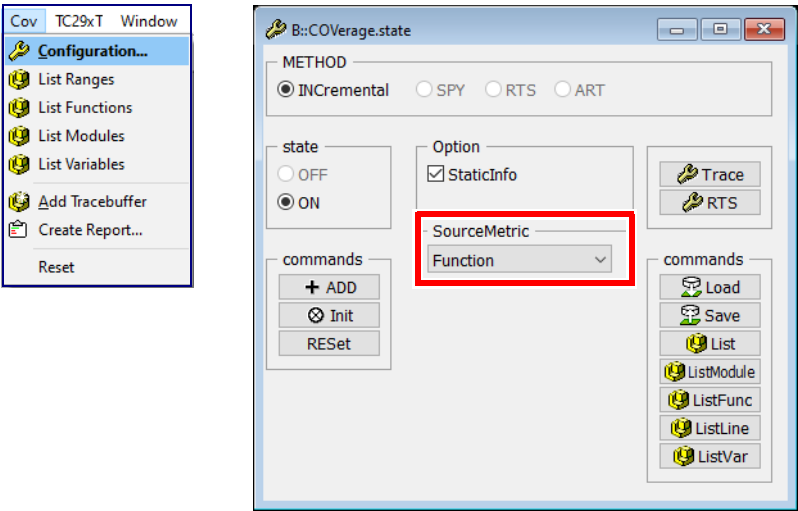 Cov TC29xT Window
Configuration...
List Ranges
List Functions
List Modules
List Variables
Add Tracebuffer
Create Report...
Reset
B::COVerage.state
METHOD
INCremental SPY RTS ART
state
OFF
ON
Option
StaticInfo
SourceMetric
Function
Trace
RTS
commands
ADD
Init
RESet
commands
Load
Save
List
ListModule
ListFunc
ListLine
ListVar